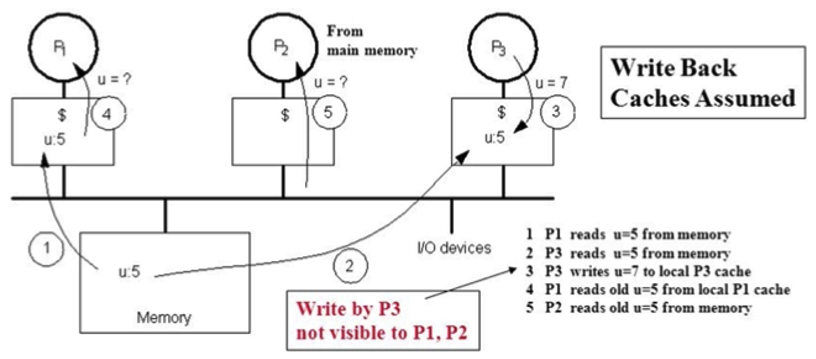 P1
P2
P3
From
main memory
u = ?
u = ?
u = 7
Write Back
Caches Assumed
$
4
$
5
$
3
u:5
u:5
1
u:5
Memory
2
I/O devices
Write by P3
not visible to P1, P2
1 P1 reads u=5 from memory
2 P3 reads u=5 from memory
3 P3 writes u=7 to local P3 cache
4 P1 reads old u=5 from local P1 cache
5 P2 reads old u=5 from memory